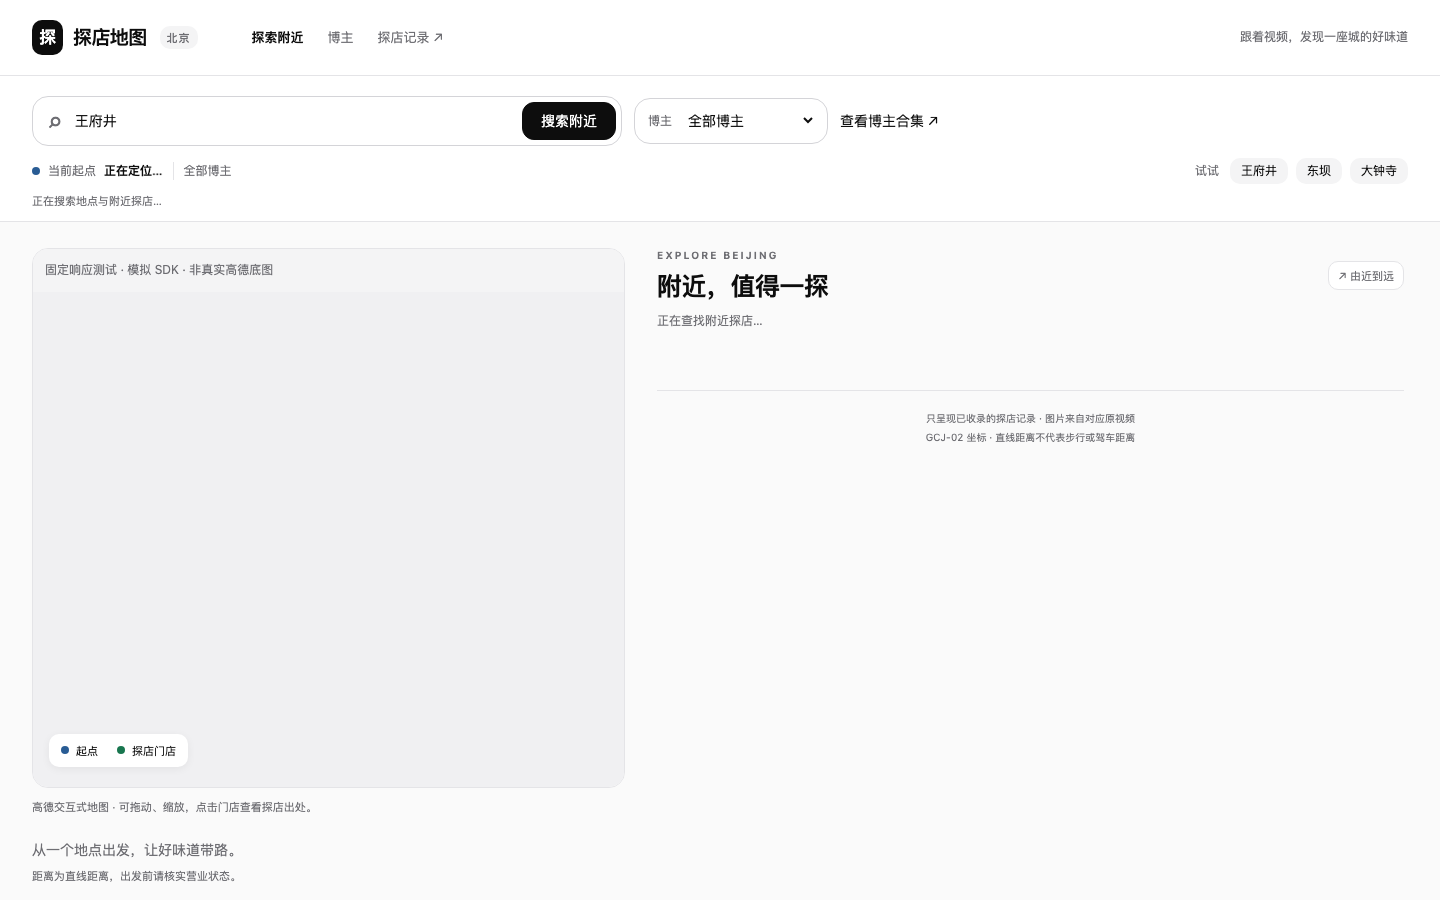 探 探店地图 北京 探索附近 博主 探店记录 ↗ 跟着视频，发现一座城的好味道
王府井 搜索附近 博主 全部博主 查看博主合集 ↗
当前起点 正在定位... 全部博主 试试 王府井 东坝 大钟寺
正在搜索地点与附近探店...
固定响应测试 · 模拟 SDK · 非真实高德底图
起点 探店门店
高德交互式地图 · 可拖动、缩放，点击门店查看探店出处。
从一个地点出发，让好味道带路。
距离为直线距离，出发前请核实营业状态。
EXPLORE BEIJING
附近，值得一探
↗ 由近到远
正在查找附近探店...
只呈现已收录的探店记录 · 图片来自对应原视频
GCJ-02 坐标 · 直线距离不代表步行或驾车距离